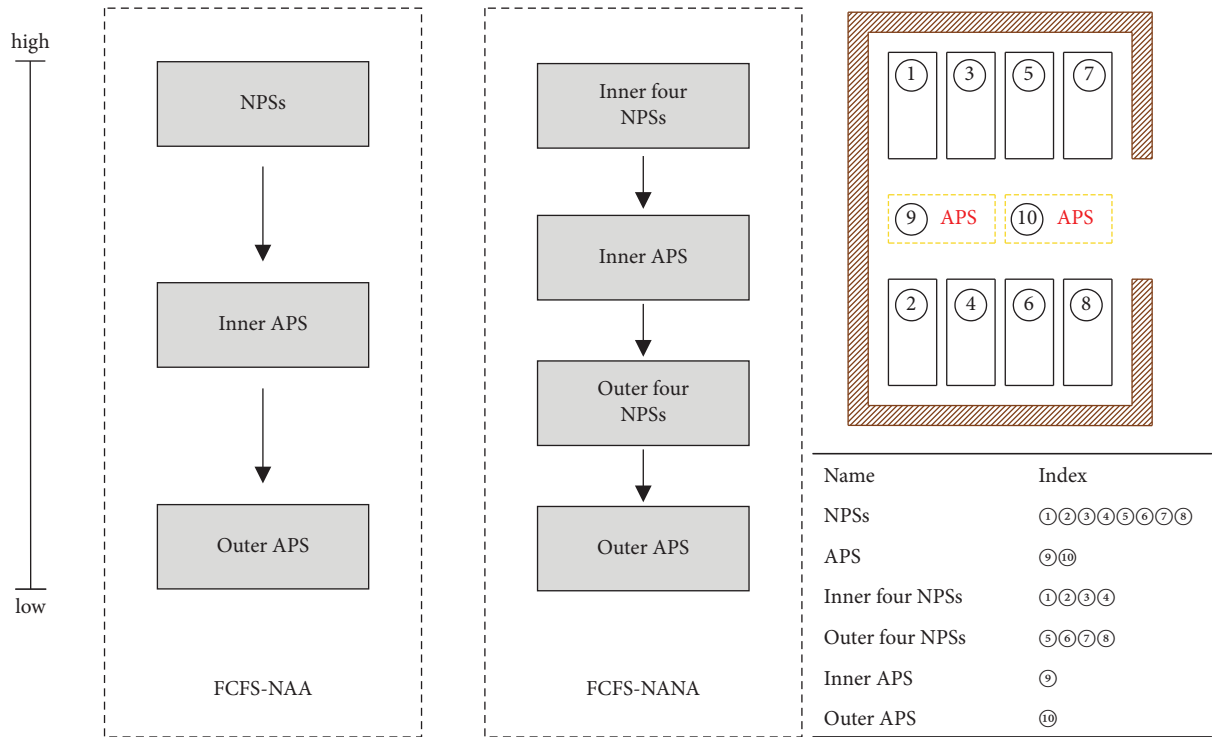 high
low
NPSs
Inner APS
Outer APS
FCFS-NAA
Inner four
NPSs
Inner APS
Outer four
NPSs
Outer APS
FCFS-NANA
① ③ ⑤ ⑦
⑨ APS ⑩ APS
② ④ ⑥ ⑧
Name Index
NPSs ①②③④⑤⑥⑦⑧
APS ⑨⑩
Inner four NPSs ①②③④
Outer four NPSs ⑤⑥⑦⑧
Inner APS ⑨
Outer APS ⑩